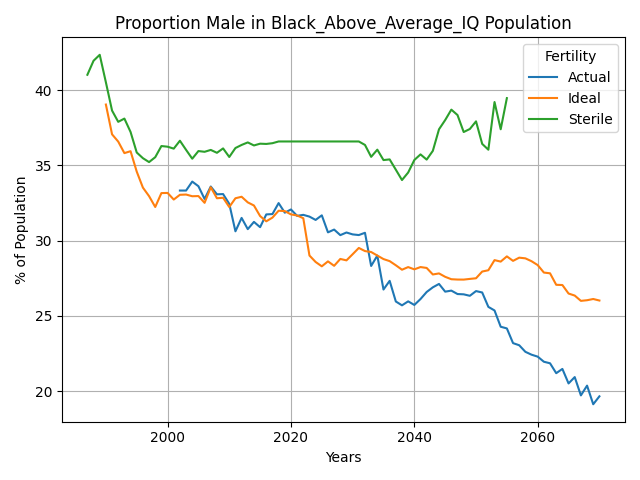 Proportion Male in Black_Above_Average_IQ Population
Fertility
Actual
Ideal
Sterile
% of Population
40
35
30
25
20
2000
2020
2040
2060
Years